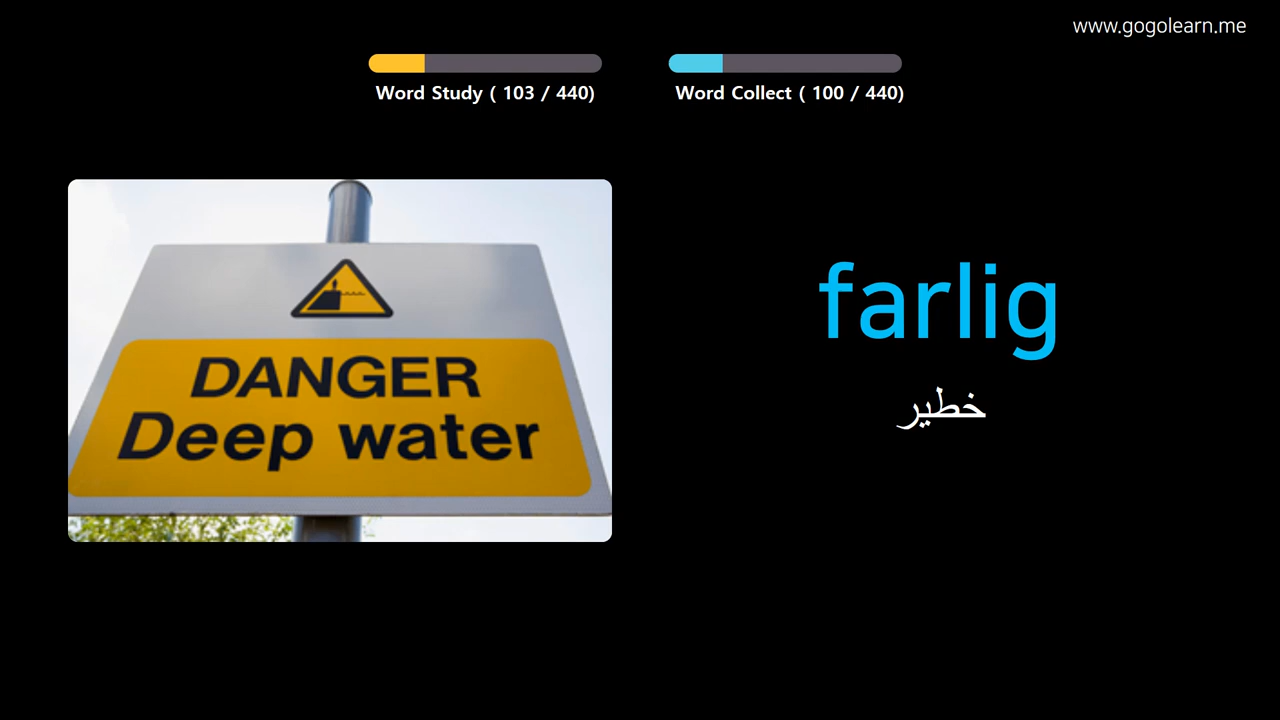 www.gogolearn.me
Word Study ( 103 / 440)
Word Collect ( 100 / 440)
DANGER
Deep water
farlig
خطير